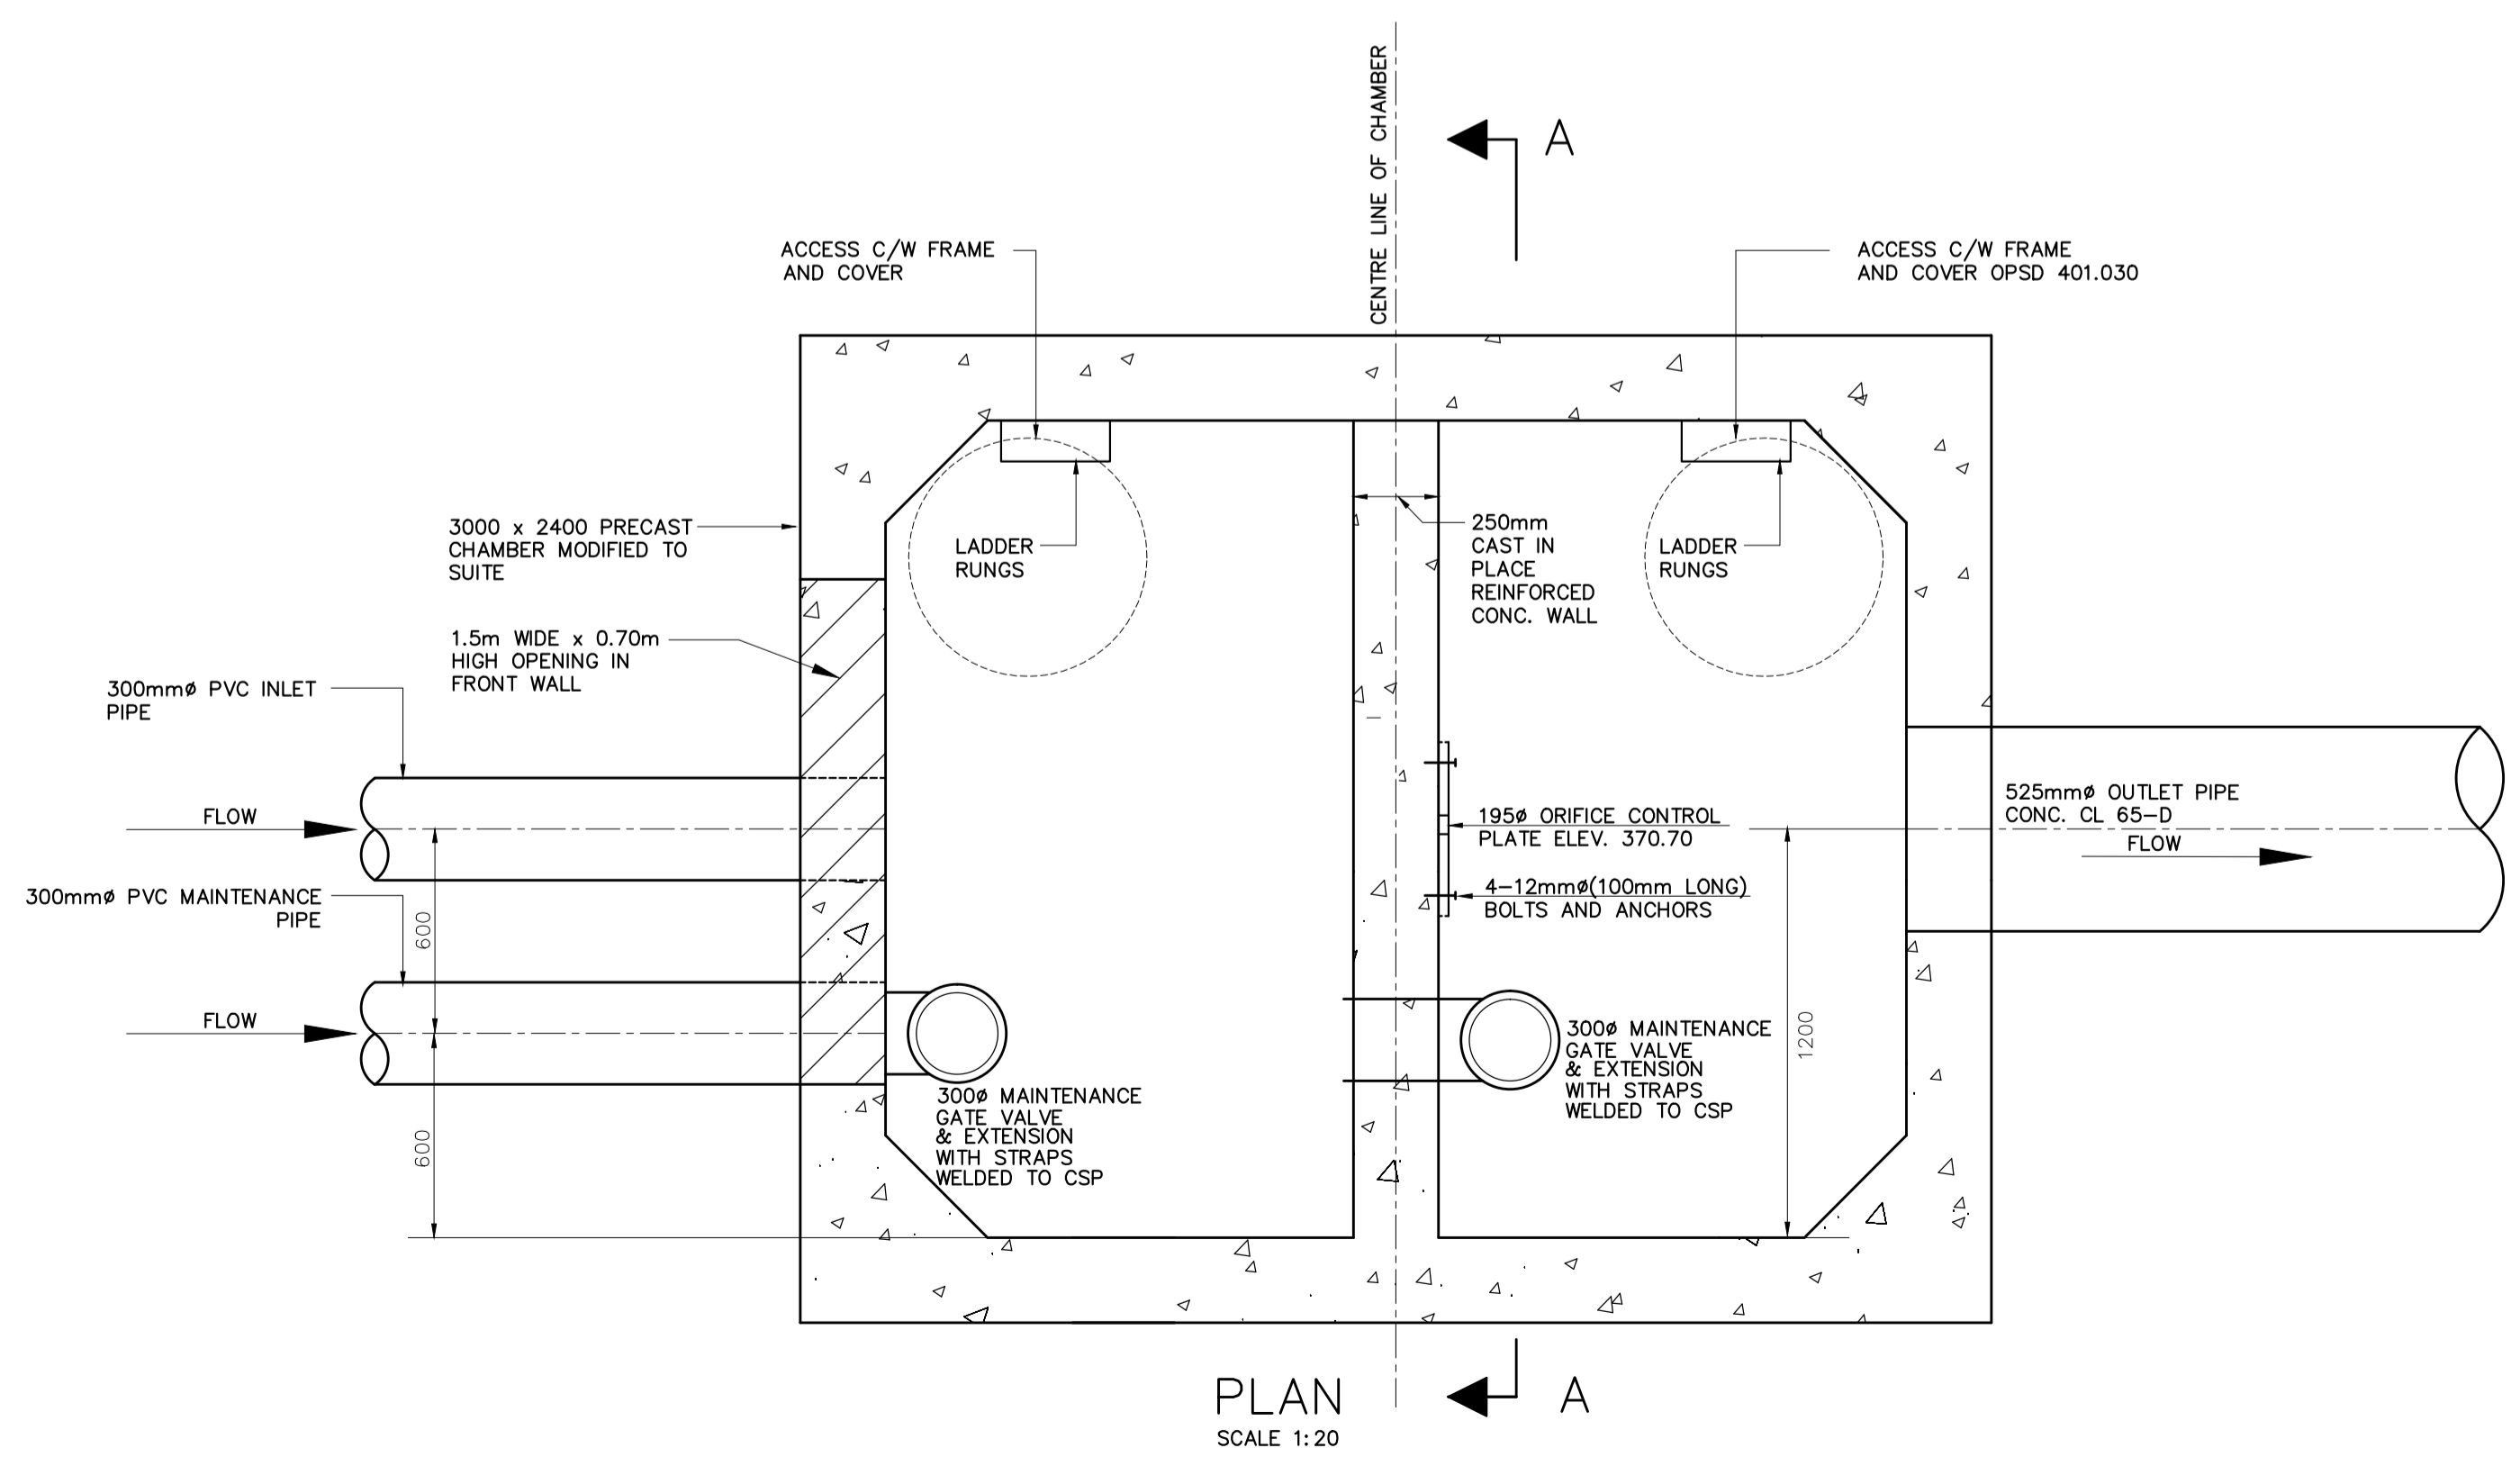 CENTRE LINE OF CHAMBER
A
ACCESS C/W FRAME
AND COVER
ACCESS C/W FRAME
AND COVER OPSD 401.030
3000 x 2400 PRECAST
CHAMBER MODIFIED TO
SUITE
LADDER
RUNGS
250mm
CAST IN
PLACE
REINFORCED
CONC. WALL
LADDER
RUNGS
1.5m WIDE x 0.70m
HIGH OPENING IN
FRONT WALL
300mmø PVC INLET
PIPE
FLOW
195ø ORIFICE CONTROL
PLATE ELEV. 370.70
525mmø OUTLET PIPE
CONC. CL 65-D
FLOW
300mmø PVC MAINTENANCE
PIPE
600
4-12mmø(100mm LONG)
BOLTS AND ANCHORS
FLOW
300ø MAINTENANCE
GATE VALVE
& EXTENSION
WITH STRAPS
WELDED TO CSP
1200
300ø MAINTENANCE
GATE VALVE
& EXTENSION
WITH STRAPS
WELDED TO CSP
600
PLAN
SCALE 1:20
A